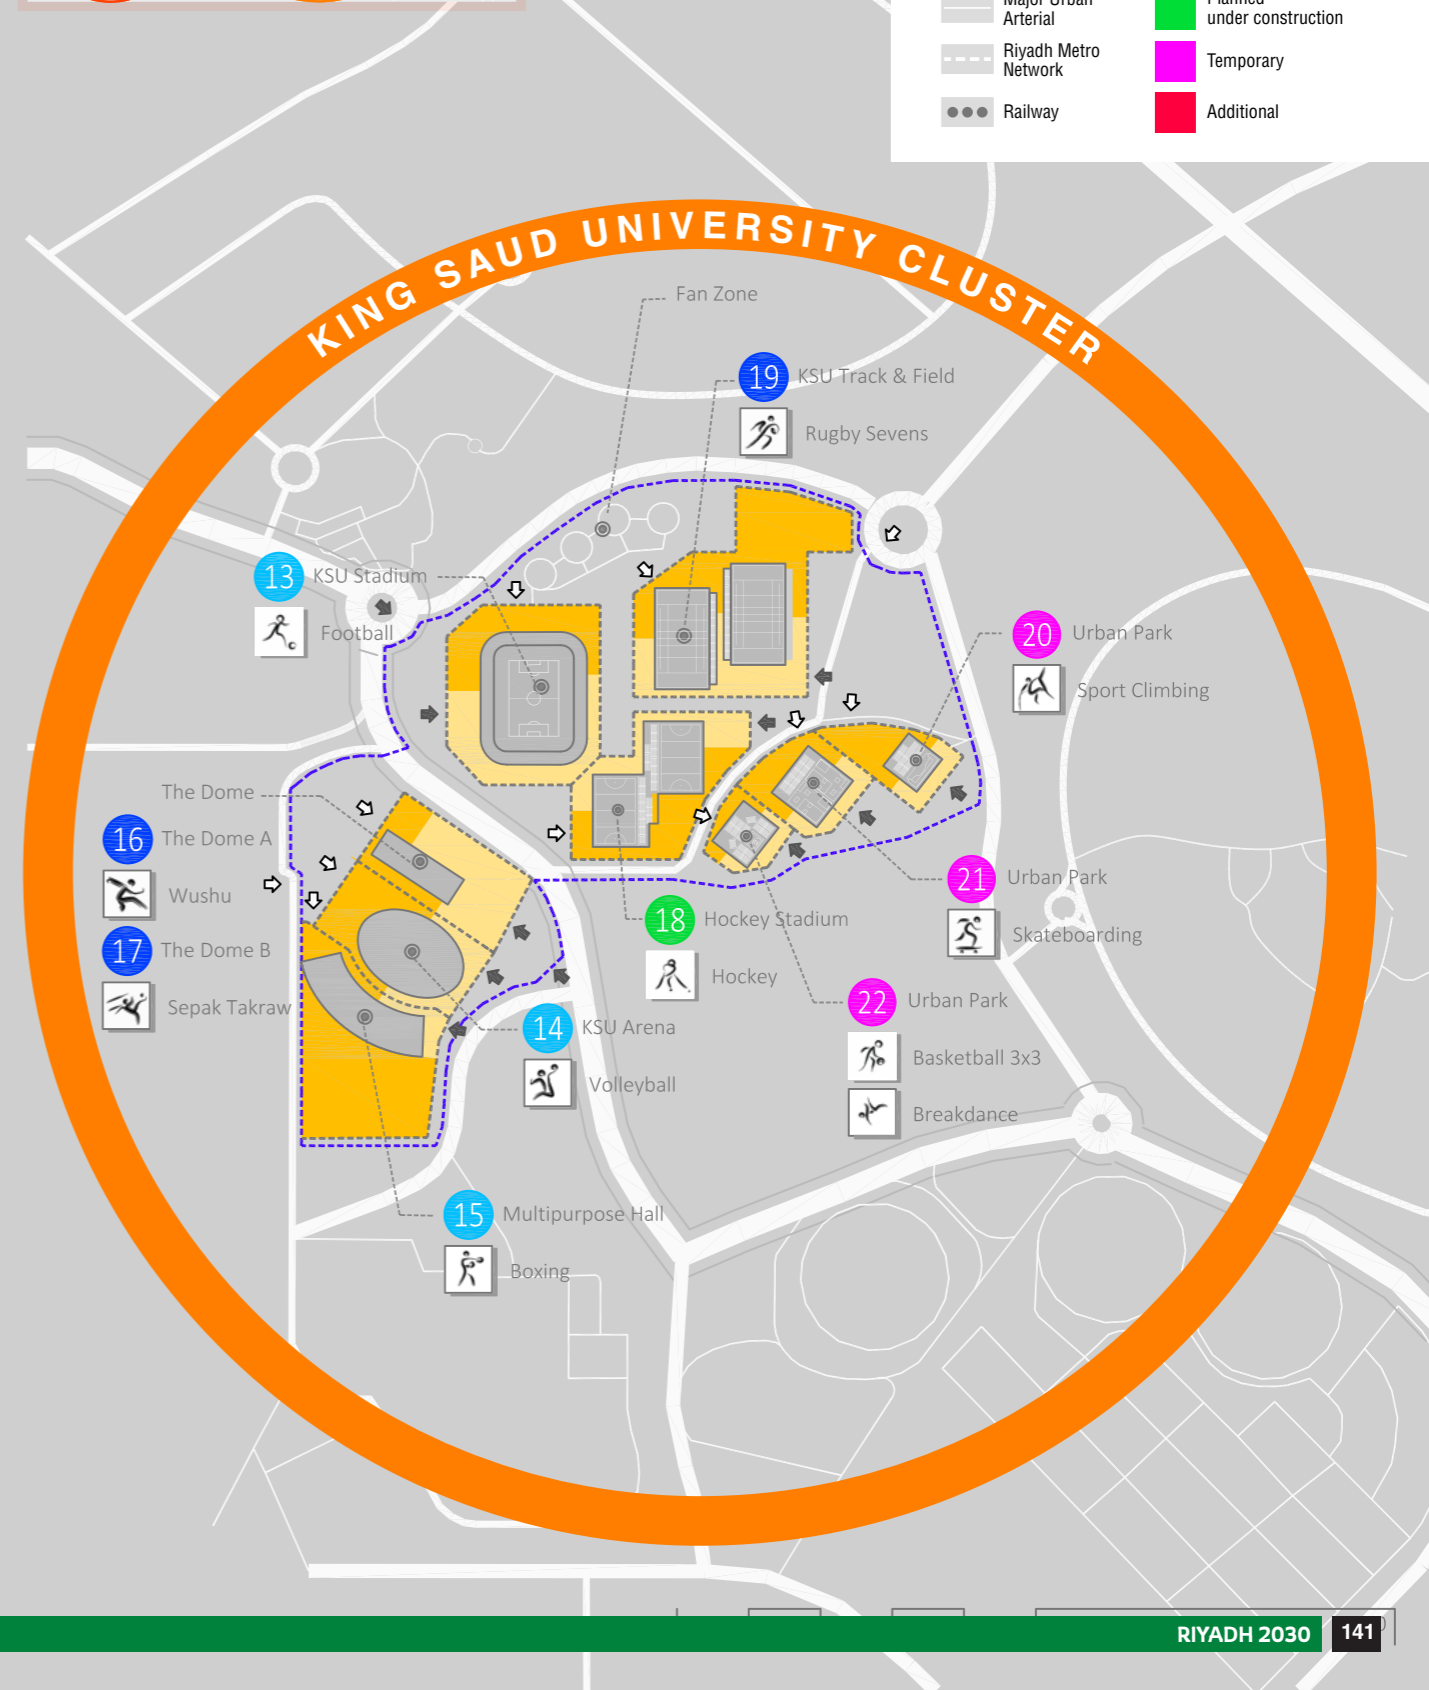 Major Urban
Arterial
Planned
under construction
Riyadh Metro
Network
Temporary
Railway
Additional
KING SAUD UNIVERSITY CLUSTER
Fan Zone
19 KSU Track & Field
Rugby Sevens
13 KSU Stadium
Football
20 Urban Park
Sport Climbing
The Dome
16 The Dome A
Wushu
17 The Dome B
Sepak Takraw
21 Urban Park
Skateboarding
18 Hockey Stadium
Hockey
22 Urban Park
Basketball 3x3
Breakdance
14 KSU Arena
Volleyball
15 Multipurpose Hall
Boxing
RIYADH 2030 141